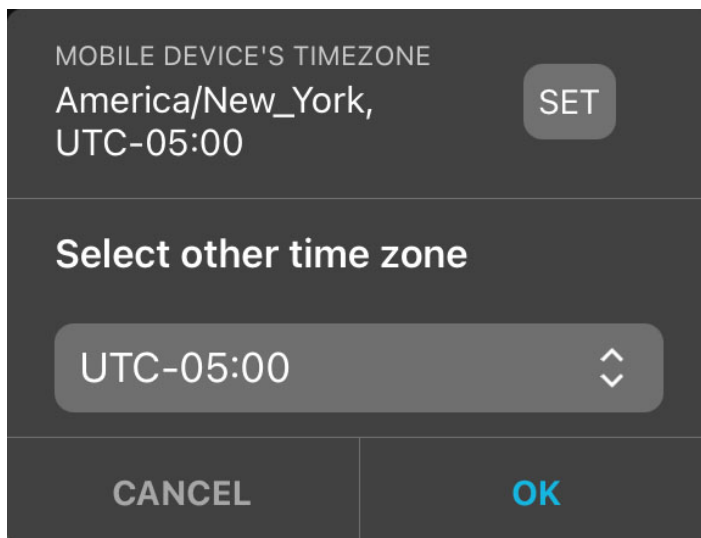 MOBILE DEVICE'S TIMEZONE
America/New_York,
UTC-05:00
SET
Select other time zone
UTC-05:00
CANCEL
OK